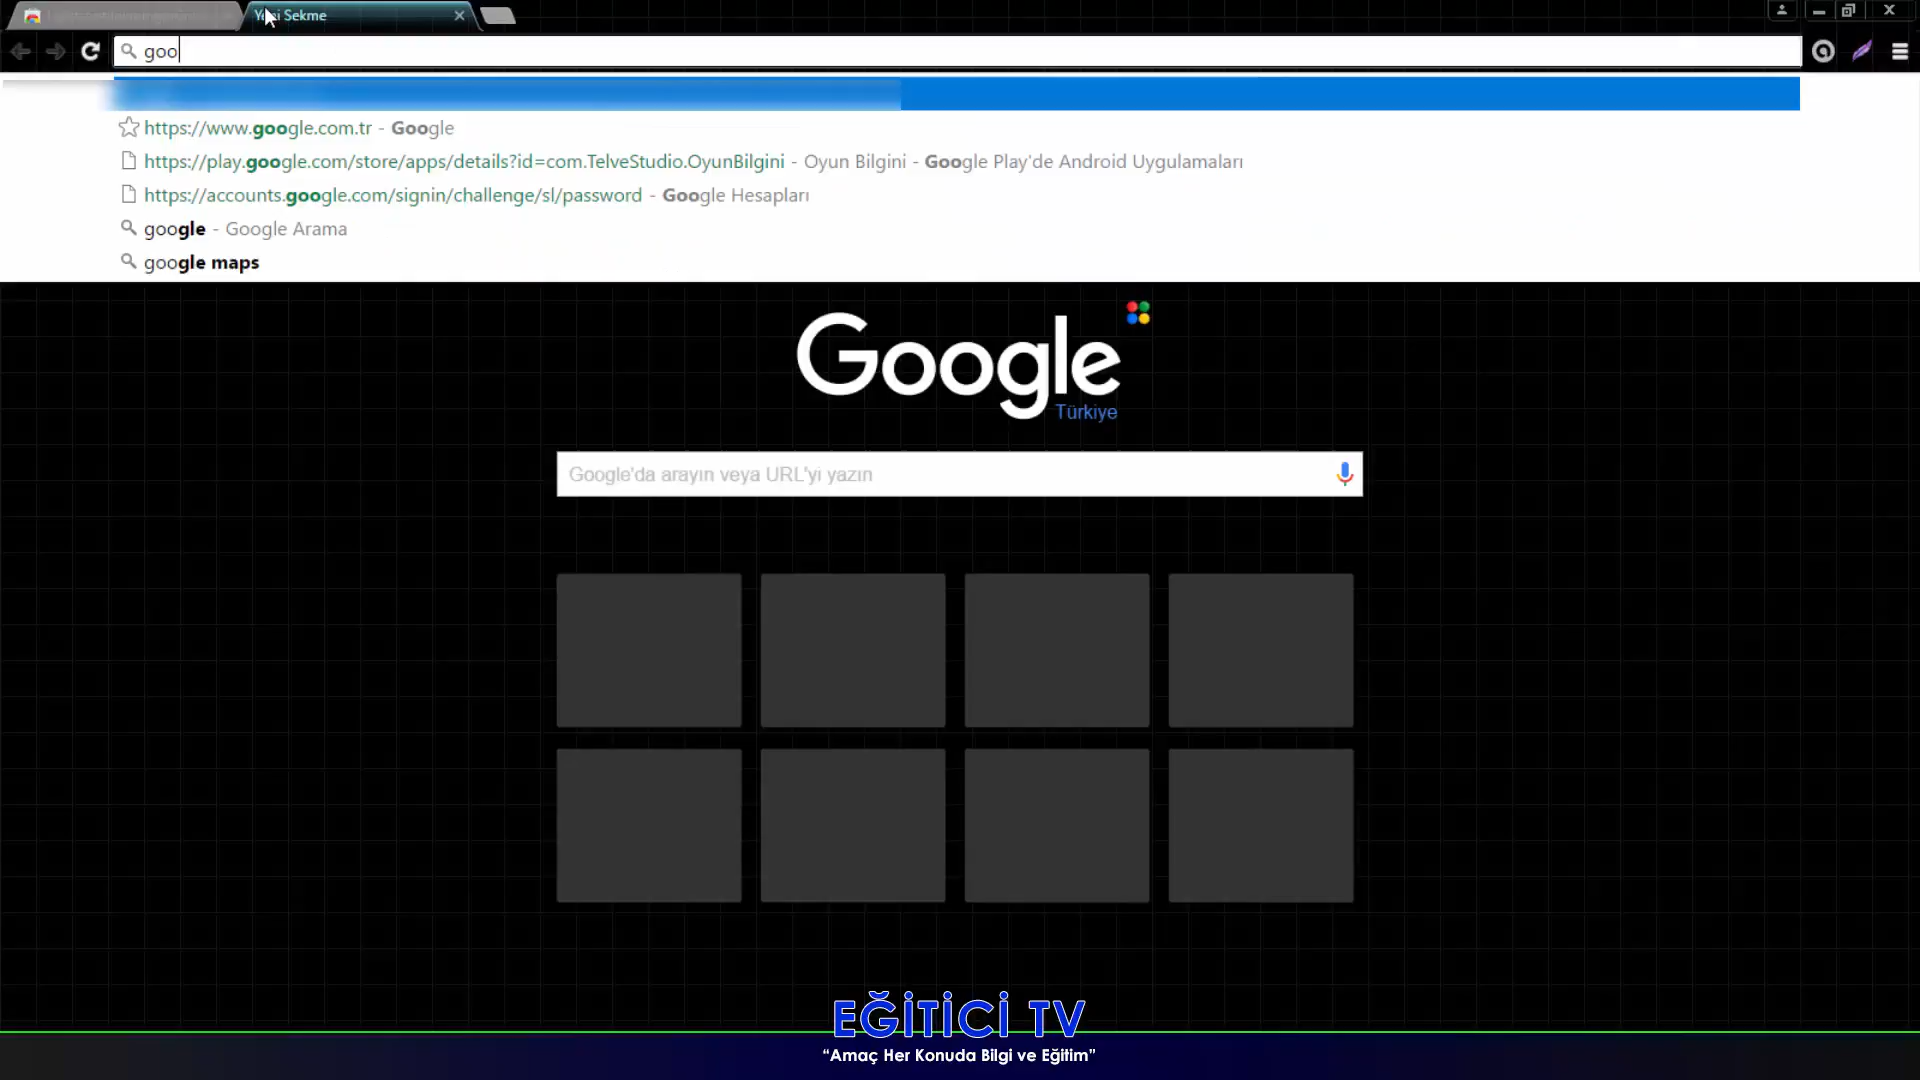 Yeni Sekme
goo
https://www.google.com.tr - Google
https://play.google.com/store/apps/details?id=com.TelveStudio.OyunBilgini - Oyun Bilgini - Google Play'de Android Uygulamaları
https://accounts.google.com/signin/challenge/sl/password - Google Hesapları
google - Google Arama
google maps
Google
Türkiye
Google'da arayın veya URL'yi yazın
EĞİTİCİ TV
“Amaç Her Konuda Bilgi ve Eğitim”